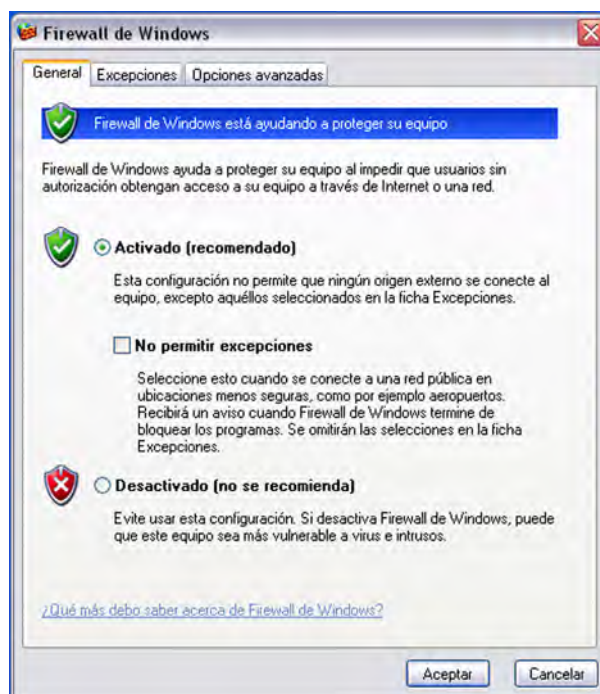 Firewall de Windows
General Excepciones Opciones avanzadas
Firewall de Windows está ayudando a proteger su equipo
Firewall de Windows ayuda a proteger su equipo al impedir que usuarios sin
autorización obtengan acceso a su equipo a través de Internet o una red.
Activado (recomendado)
Esta configuración no permite que ningún origen externo se conecte al
equipo, excepto aquéllos seleccionados en la ficha Excepciones.
No permitir excepciones
Seleccione esto cuando se conecte a una red pública en
ubicaciones menos seguras, como por ejemplo aeropuertos.
Recibirá un aviso cuando Firewall de Windows termine de
bloquear los programas. Se omitirán las selecciones en la ficha
Excepciones.
Desactivado (no se recomienda)
Evite usar esta configuración. Si desactiva Firewall de Windows, puede
que este equipo sea más vulnerable a virus e intrusos.
¿Qué más debo saber acerca de Firewall de Windows?
Aceptar Cancelar